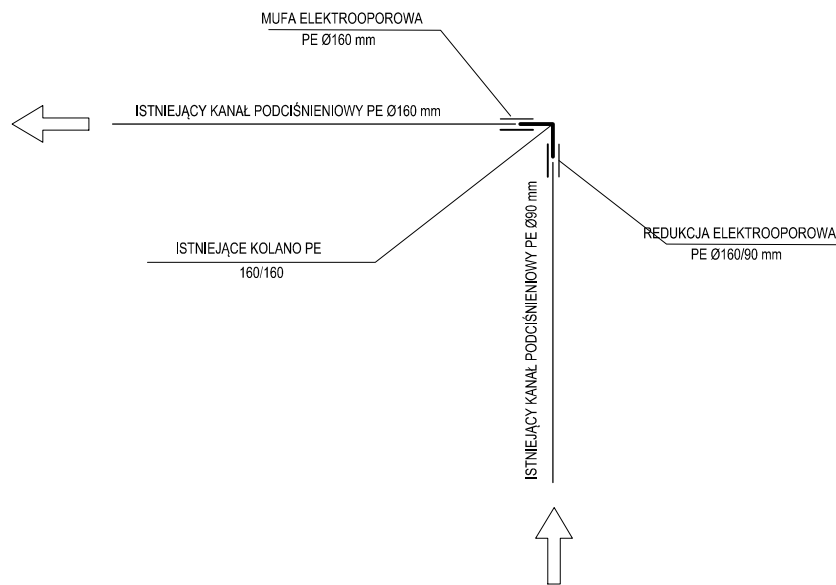 MUFA ELEKTROOPOROWA
PE Ø160 mm
ISTNIEJĄCY KANAŁ PODCIŚNIENIOWY PE Ø160 mm
ISTNIEJĄCE KOLANO PE
160/160
ISTNIEJĄCY KANAŁ PODCIŚNIENIOWY PE Ø90 mm
REDUKCJA ELEKTROOPOROWA
PE Ø160/90 mm